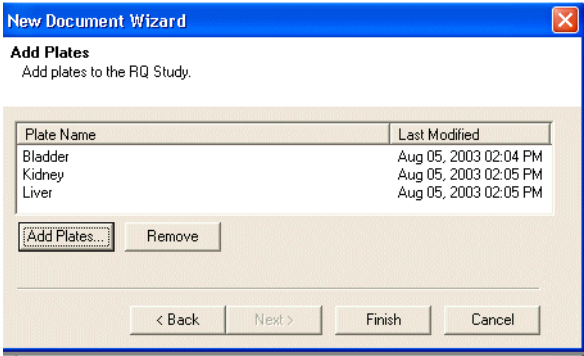 New Document Wizard
Add Plates
Add plates to the RQ Study.
Plate Name Last Modified
Bladder Aug 05, 2003 02:04 PM
Kidney Aug 05, 2003 02:05 PM
Liver Aug 05, 2003 02:05 PM
Add Plates... Remove
< Back Next > Finish Cancel